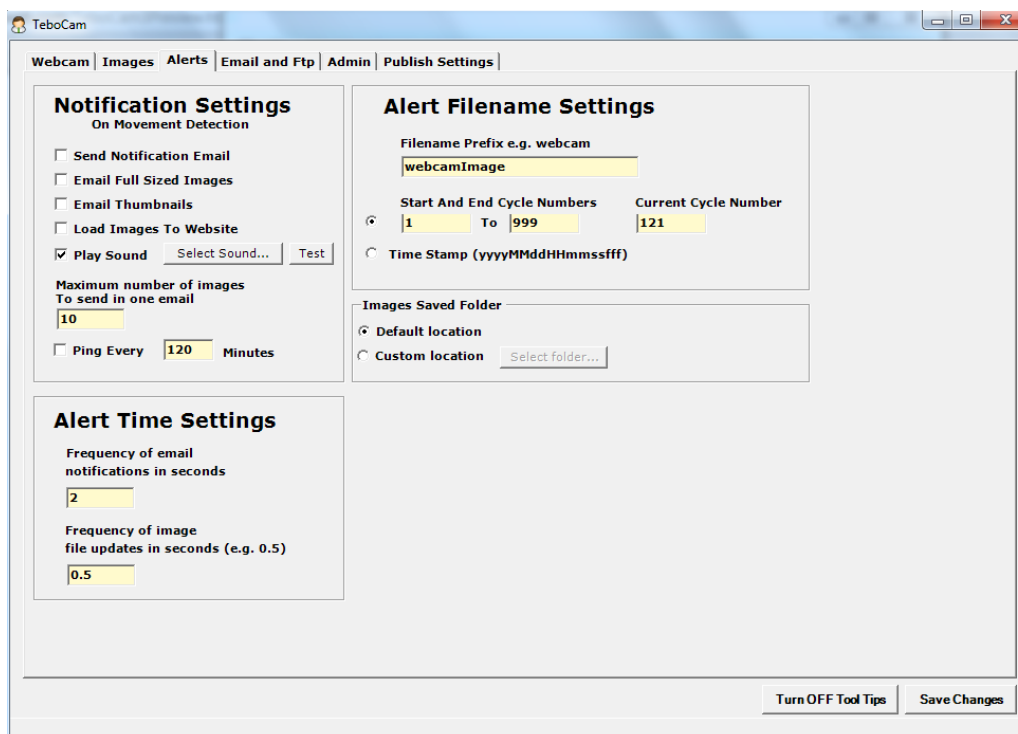 TeboCam
Webcam Images Alerts Email and Ftp Admin Publish Settings
Notification Settings
On Movement Detection
Send Notification Email
Email Full Sized Images
Email Thumbnails
Load Images To Website
Play Sound Select Sound... Test
Maximum number of images
To send in one email
10
Ping Every 120 Minutes
Alert Filename Settings
Filename Prefix e.g. webcam
webcamImage
Start And End Cycle Numbers Current Cycle Number
1 To 999 121
Time Stamp (yyyyMMddHHmmssfff)
Images Saved Folder
Default location
Custom location Select folder...
Alert Time Settings
Frequency of email
notifications in seconds
2
Frequency of image
file updates in seconds (e.g. 0.5)
0.5
Turn OFF Tool Tips Save Changes